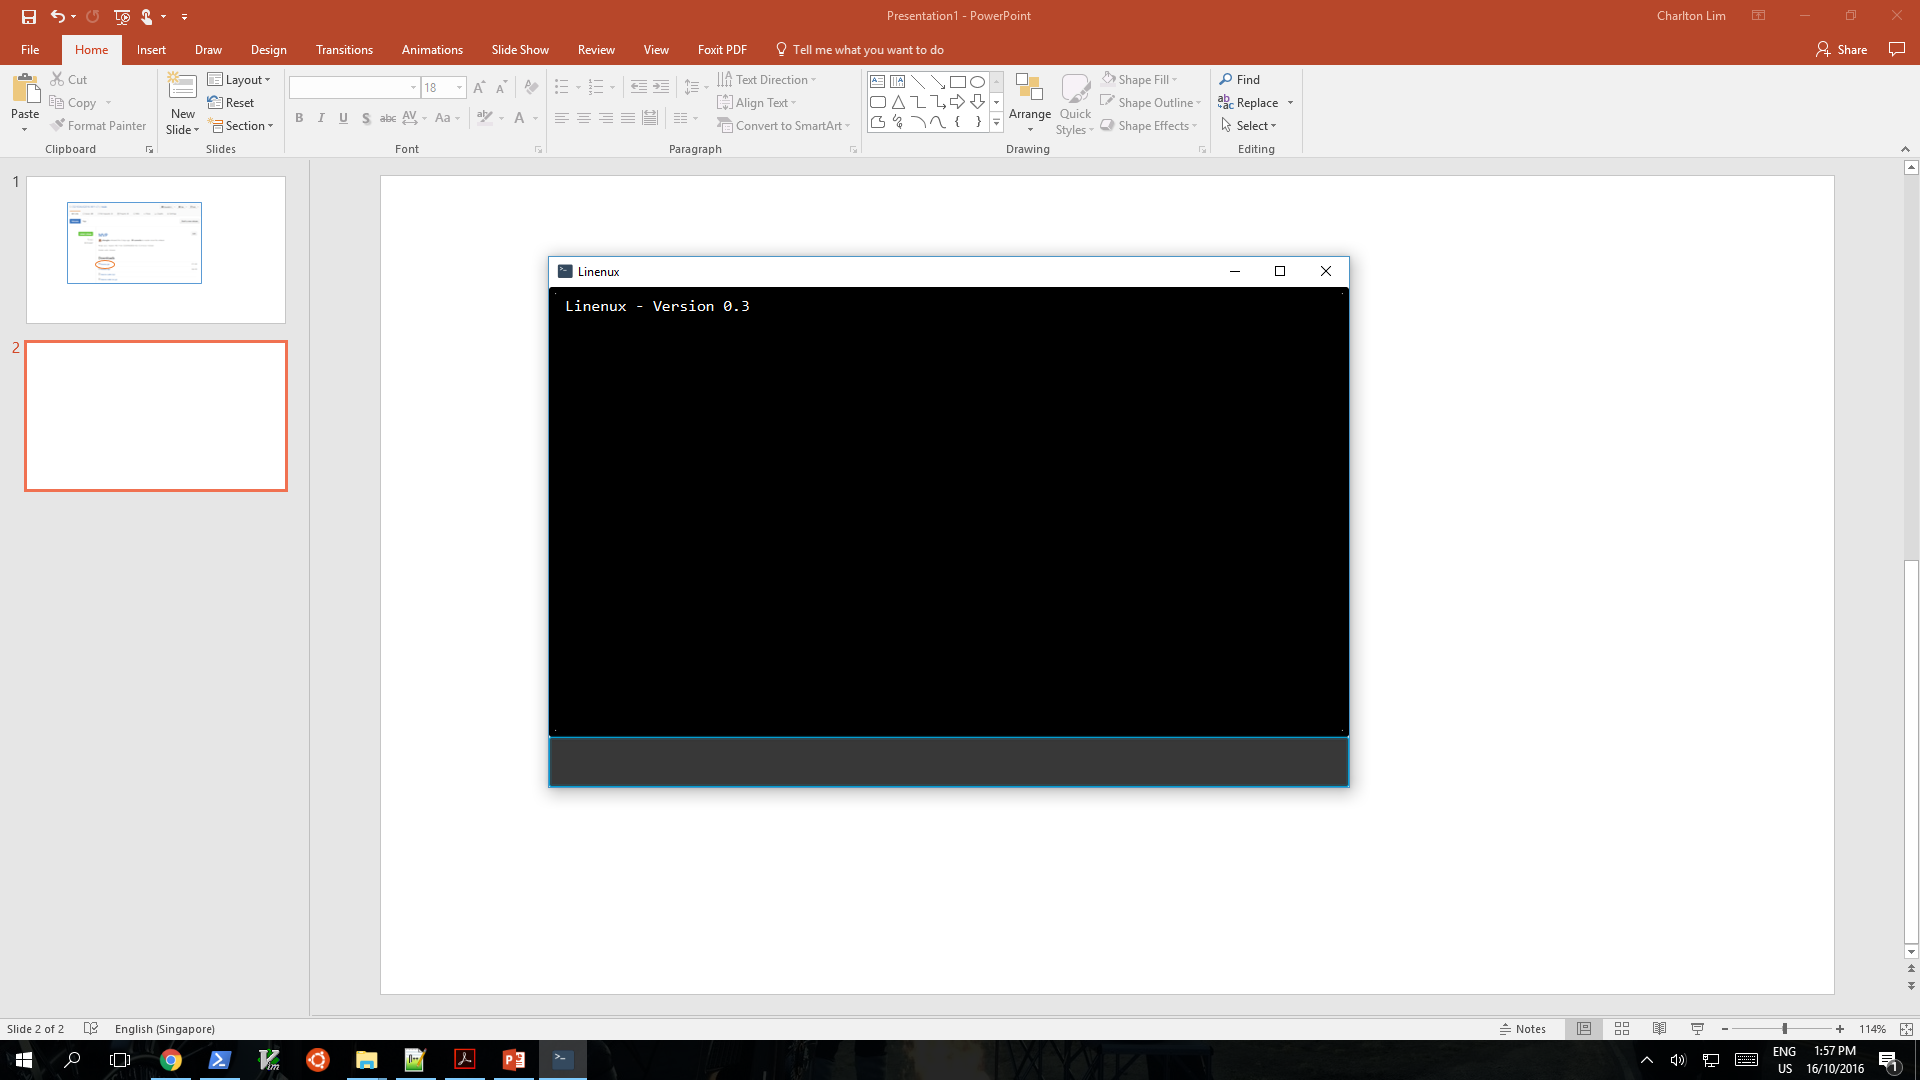 Presentation1 - PowerPoint
Charlton Lim
File Home Insert Draw Design Transitions Animations Slide Show Review View Foxit PDF Tell me what you want to do
Share
Paste
Cut
Copy
Format Painter
Clipboard
New
Slide
Layout
Reset
Section
Slides
18
A A
B I U S abc AV Aa A
Font
Text Direction
Align Text
Convert to SmartArt
Paragraph
Arrange
Quick
Styles
Shape Fill
Shape Outline
Shape Effects
Drawing
Find
Replace
Select
Editing
1
2
Linenux
Linenux - Version 0.3
Slide 2 of 2
English (Singapore)
Notes
114%
ENG
US
1:57 PM
16/10/2016
1